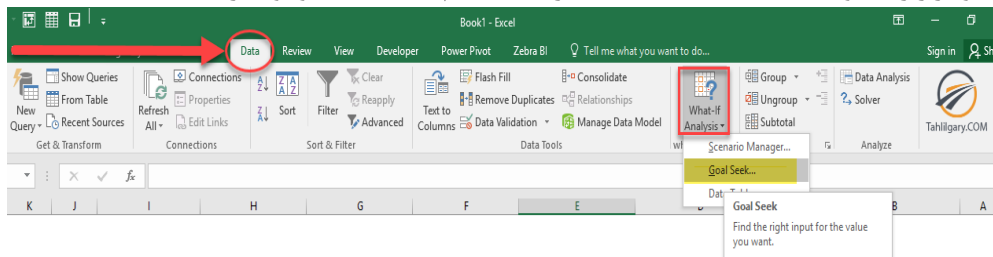 Book1 - Excel
Data Review View Developer Power Pivot Zebra BI Tell me what you want to do... Sign in Sh
New Query
Show Queries
From Table
Recent Sources
Get & Transform
Refresh All
Connections
Properties
Edit Links
Connections
Sort
Sort & Filter
Filter
Clear
Reapply
Advanced
Text to Columns
Flash Fill
Remove Duplicates
Data Validation
Consolidate
Relationships
Manage Data Model
Data Tools
What-If Analysis
Scenario Manager...
Goal Seek...
Goal Seek
Find the right input for the value
you want.
Group
Ungroup
Subtotal
Data Analysis
Solver
Analyze
Tahlilgary.COM
fx
K J I H G F E B A